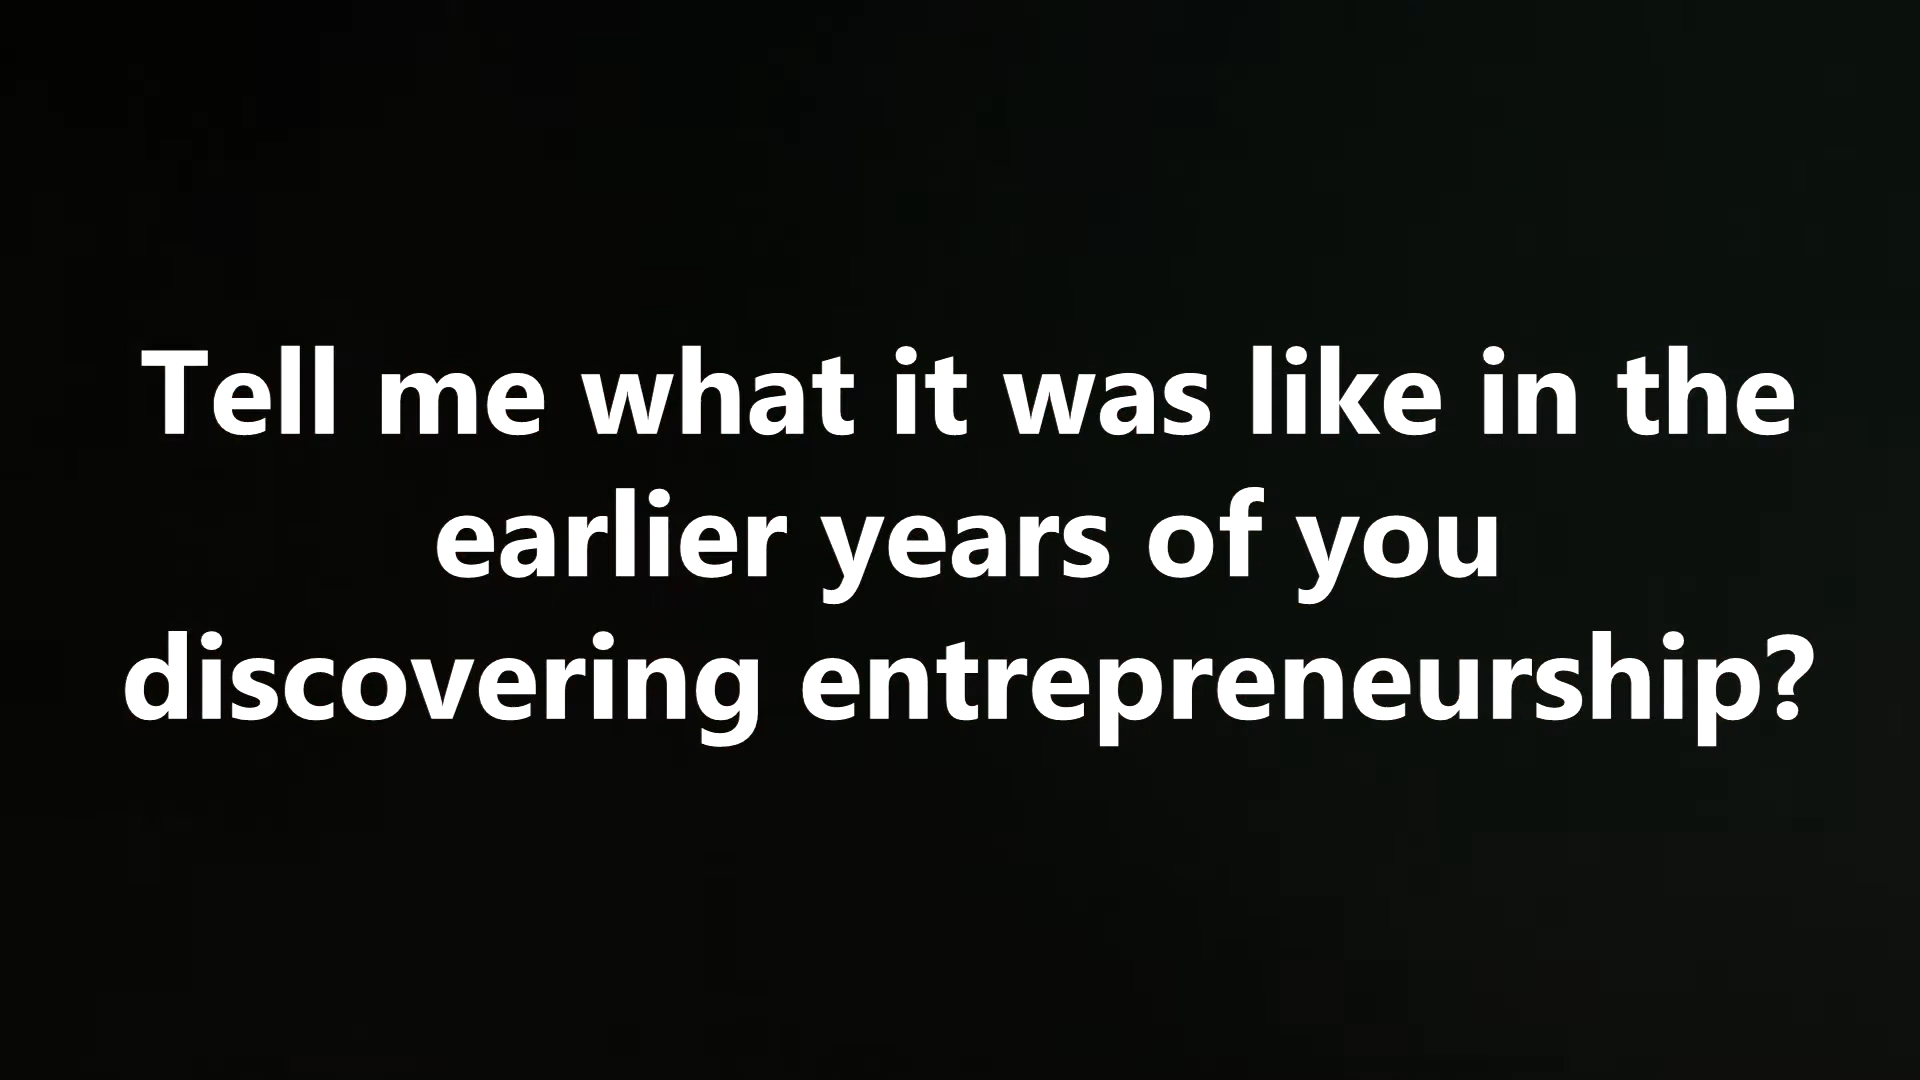 Tell me what it was like in the
earlier years of you
discovering entrepreneurship?